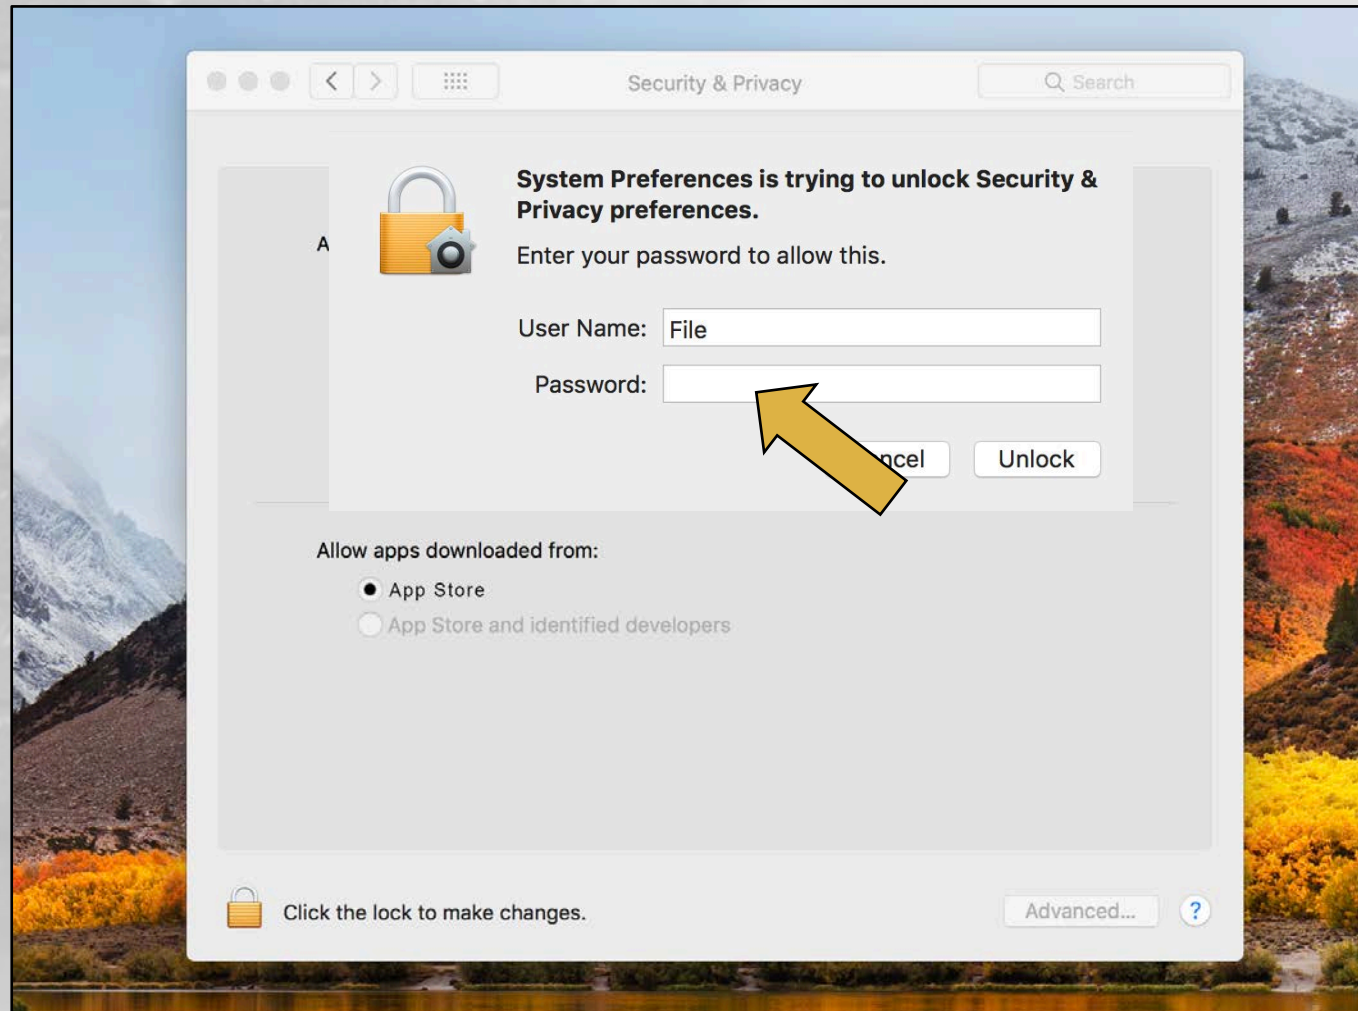 Security & Privacy
Search
System Preferences is trying to unlock Security &
Privacy preferences.
A
Enter your password to allow this.
User Name: File
Password:
Unlock
Allow apps downloaded from:
App Store
App Store and identified developers
Click the lock to make changes.
Advanced...
?